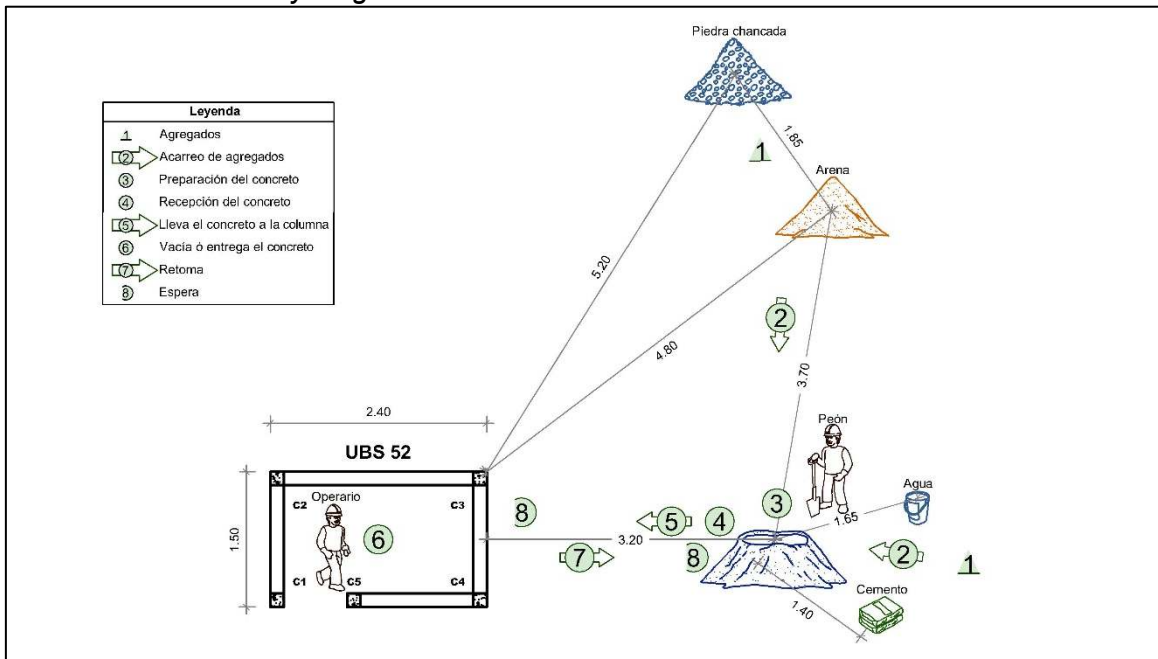 Piedra chancada
Leyenda
1 Agregados
2 Acarreo de agregados
3 Preparación del concreto
4 Recepción del concreto
5 Lleva el concreto a la columna
6 Vacía ó entrega el concreto
7 Retorna
8 Espera
1.85
1
Arena
5.20
2
4.80
3.70
2.40
Peón
UBS 52
Agua
C2 Operario C3
8
3
5 4
1.65
1.50
6
3.20
7
8
2
1
C1 C5 C4
1.40
Cemento